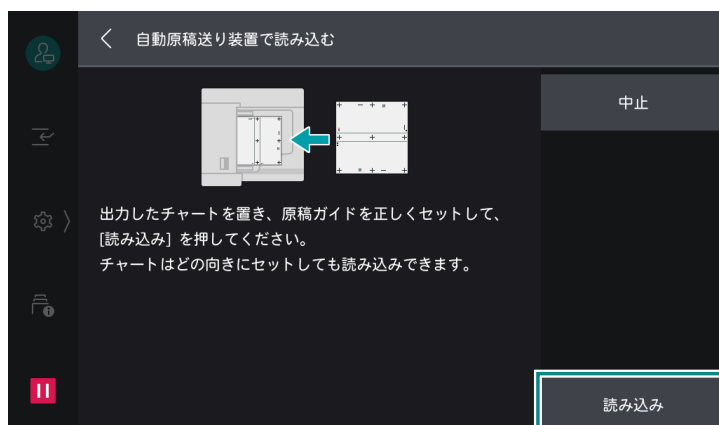 自動原稿送り装置で読み込む
中止
出力したチャートを置き、原稿ガイドを正しくセットして、
[読み込み] を押してください。
チャートはどの向きにセットしても読み込みできます。
読み込み